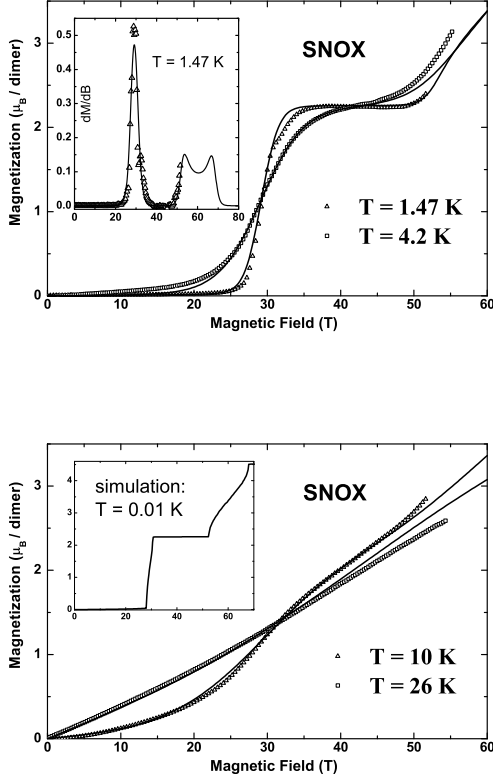 SNOX
T = 1.47 K
dM/dB
0.5
0.4
0.3
0.2
0.1
0.0
0 20 40 60 80
Magnetization (μB / dimer)
3
2
1
0
T = 1.47 K
T = 4.2 K
0 10 20 30 40 50 60
Magnetic Field (T)
SNOX
simulation:
T = 0.01 K
4
3
2
1
0
0 20 40 60
Magnetization (μB / dimer)
3
2
1
0
T = 10 K
T = 26 K
0 10 20 30 40 50 60
Magnetic Field (T)